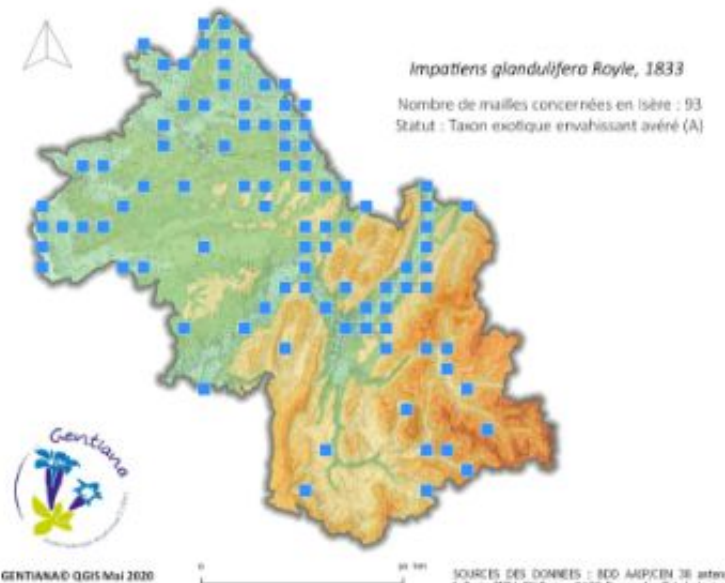 Impatiens glandulifera Royle, 1833
Nombre de mailles concernées en Isère : 93
Statut : Taxon exotique envahissant avéré (A)
Gentiana
GENTIANA© QGIS Mai 2020
0
SOURCES DES DONNEES : BDD